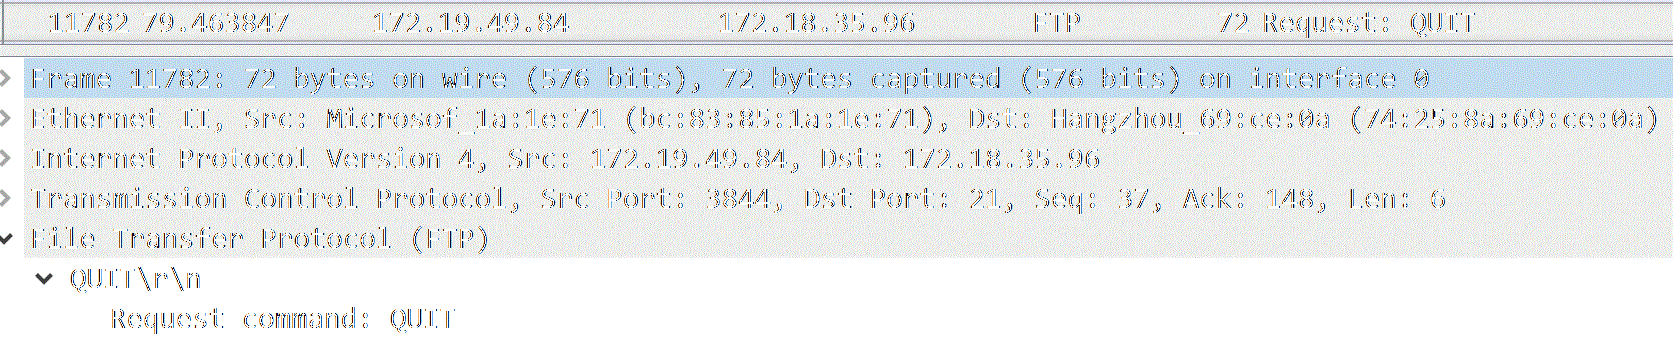 11782 79.463847 172.19.49.84 172.18.35.96 FTP 72 Request: QUIT
Frame 11782: 72 bytes on wire (576 bits), 72 bytes captured (576 bits) on interface 0
Ethernet II, Src: Microsof_1a:1e:71 (bc:83:85:1a:1e:71), Dst: Hangzhou_69:ce:0a (74:25:8a:69:ce:0a)
Internet Protocol Version 4, Src: 172.19.49.84, Dst: 172.18.35.96
Transmission Control Protocol, Src Port: 3844, Dst Port: 21, Seq: 37, Ack: 148, Len: 6
File Transfer Protocol (FTP)
QUIT\r\n
Request command: QUIT